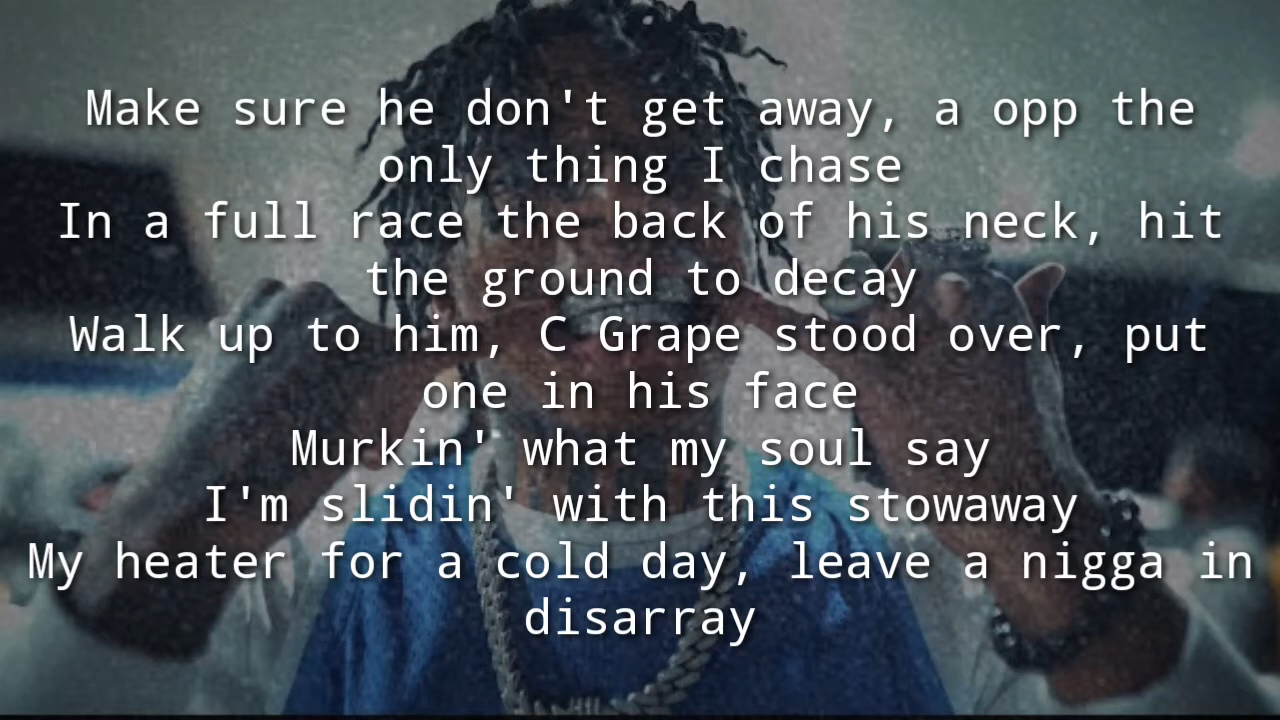 Make sure he don't get away, a opp the
only thing I chase
In a full race the back of his neck, hit
the ground to decay
Walk up to him, C Grape stood over, put
one in his face
Murkin' what my soul say
I'm slidin' with this stowaway
My heater for a cold day, leave a nigga in
disarray